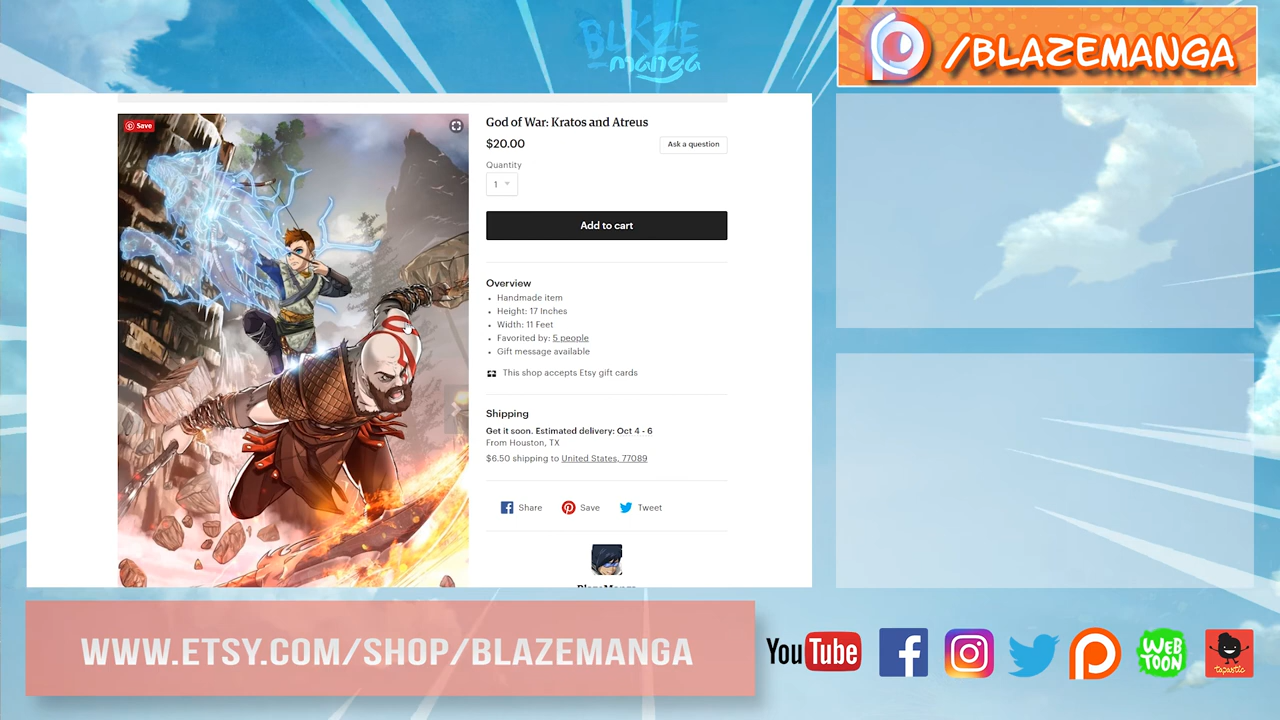 BLAZE
manga
/BLAZEMANGA
Save
God of War: Kratos and Atreus
$20.00
Ask a question
Quantity
1
Add to cart
Overview
Handmade item
Height: 17 Inches
Width: 11 Feet
Favorited by: 5 people
Gift message available
This shop accepts Etsy gift cards
Shipping
Get it soon. Estimated delivery: Oct 4 - 6
From Houston, TX
$6.50 shipping to United States, 77089
Share
Save
Tweet
WWW.ETSY.COM/SHOP/BLAZEMANGA
YouTube
WEB
TOON
tapastic